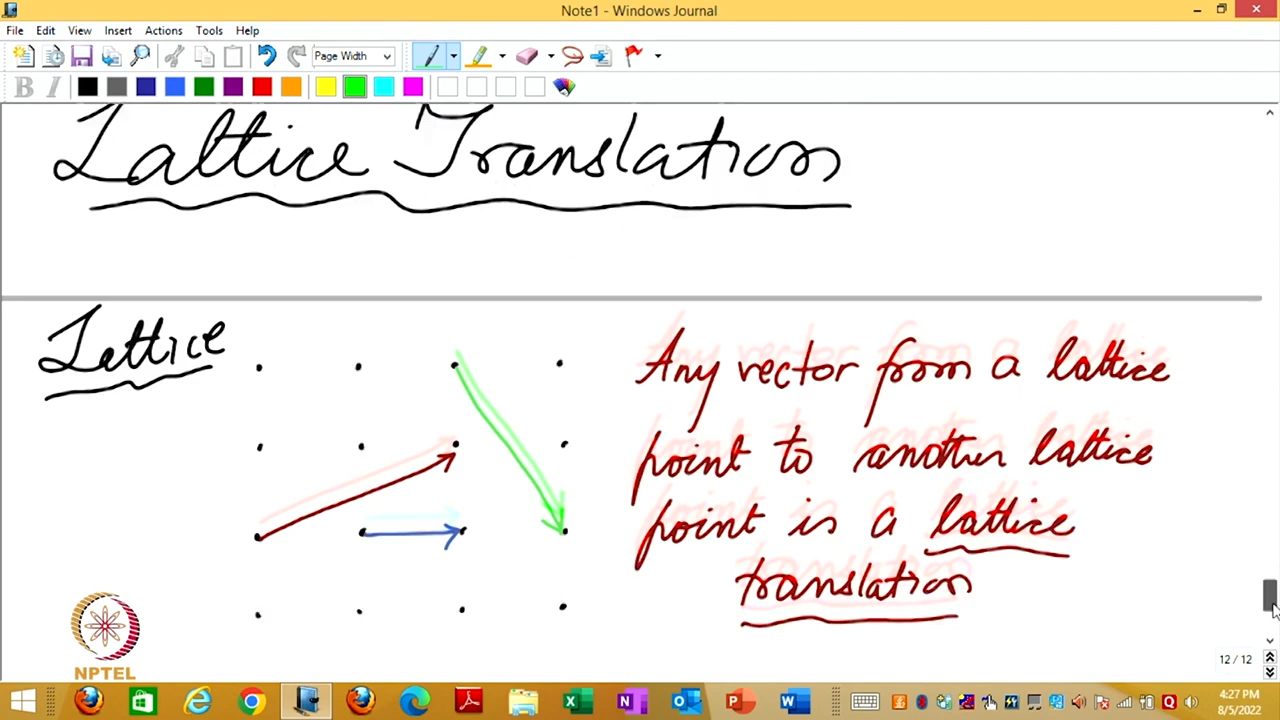 Note1 - Windows Journal
File Edit View Insert Actions Tools Help
Page Width
B I
Lattice Translation
Lattice
Any vector from a lattice
point to another lattice
point is a lattice
translation
NPTEL
12 / 12
4:27 PM
8/5/2022